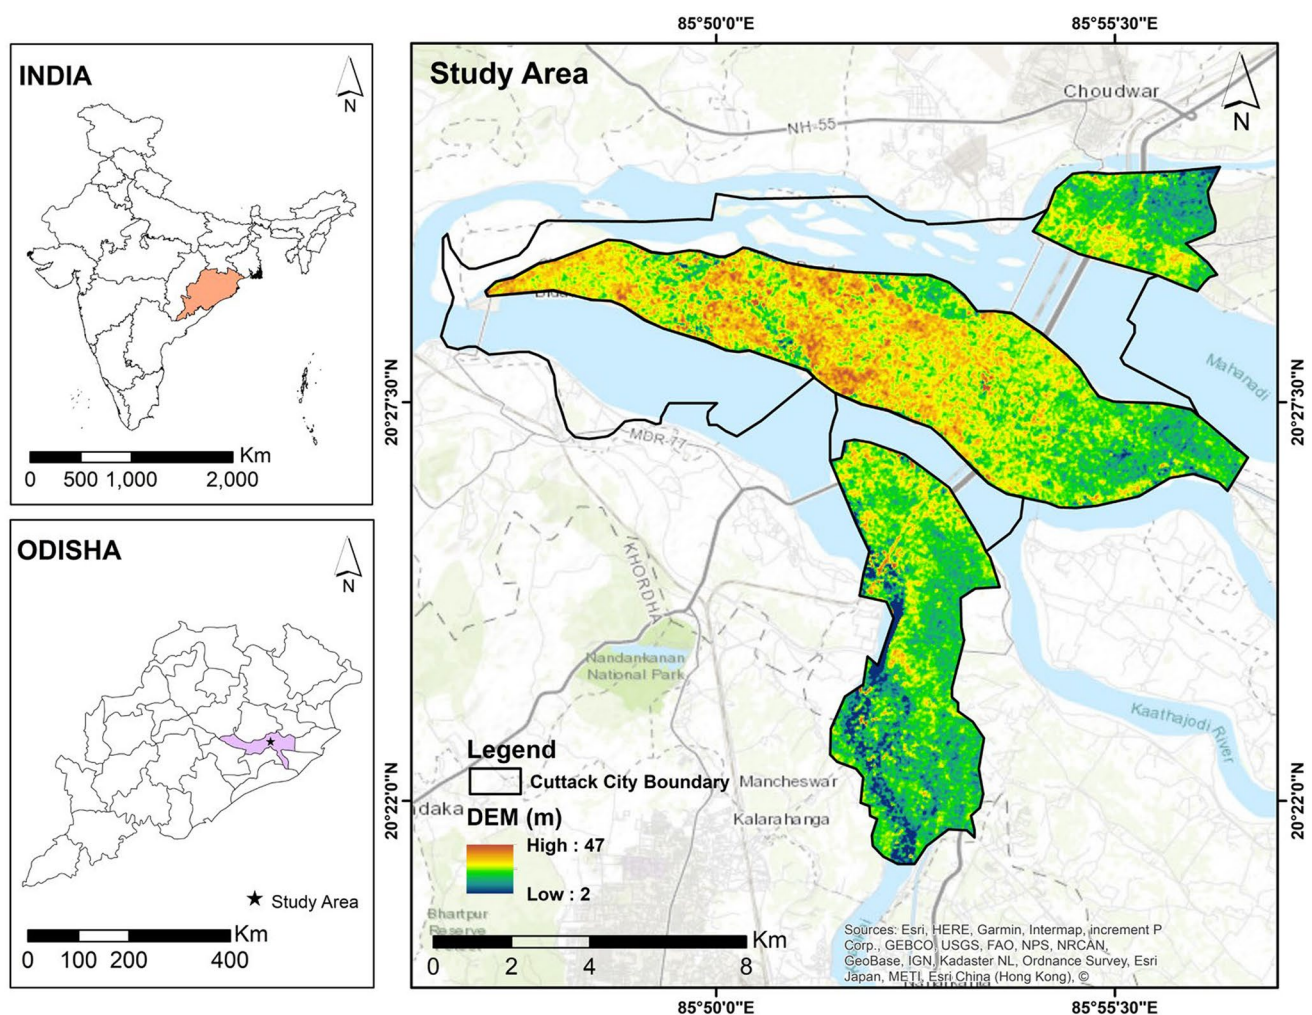 INDIA
N
Km
0 500 1,000 2,000
ODISHA
N
Study Area
Km
0 100 200 400
85°50'0"E 85°55'30"E
Study Area
Choudwar
N
NH-55
Mahanadi
20°27'30"N 20°27'30"N
MDR-77
KHORDHA
Nandankanan
National Park
Kaathajodi River
Legend
Cuttack City Boundary
Mancheswar
20°22'0"N 20°22'0"N
daka
DEM (m)
Kalarahanga
High : 47
Low : 2
Bhartpur
Reserve
Km
0 2 4 8
Sources: Esri, HERE, Garmin, Intermap, increment P
Corp., GEBCO, USGS, FAO, NPS, NRCAN,
GeoBase, IGN, Kadaster NL, Ordnance Survey, Esri
Japan, METI, Esri China (Hong Kong), ©
85°50'0"E 85°55'30"E